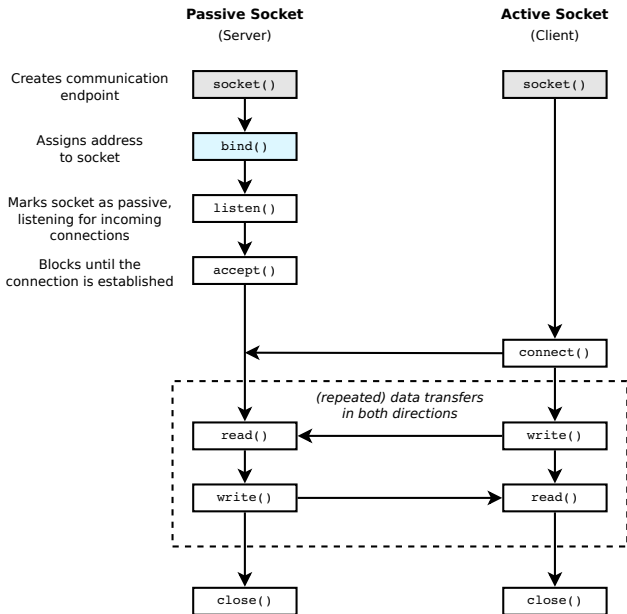 Passive Socket
(Server)
Active Socket
(Client)
Creates communication
endpoint
socket()
socket()
Assigns address
to socket
bind()
Marks socket as passive,
listening for incoming
connections
listen()
Blocks until the
connection is established
accept()
connect()
(repeated) data transfers
in both directions
read()
write()
write()
read()
close()
close()